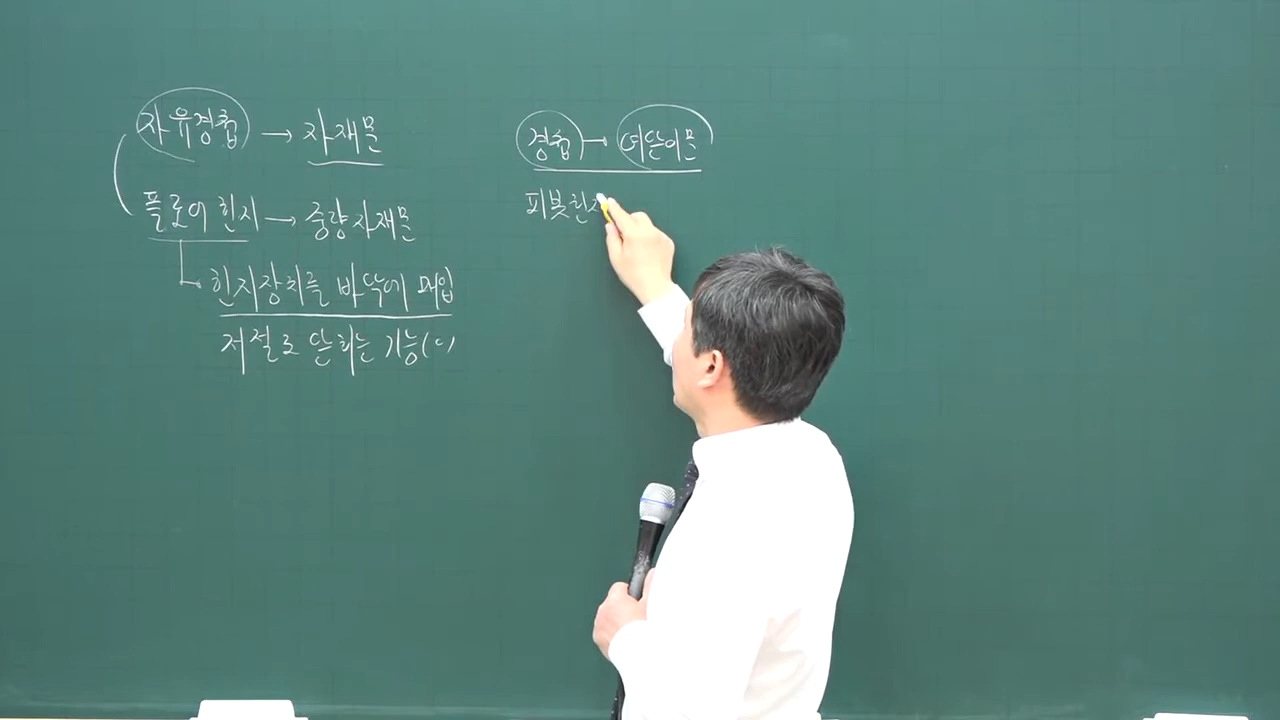 자유경첩 → 자재문
플로어 힌지 → 중량자재문
힌지장치를 바닥에 매입
저절로 닫히는 기능(○)
경첩 → 여닫이문
피봇힌지